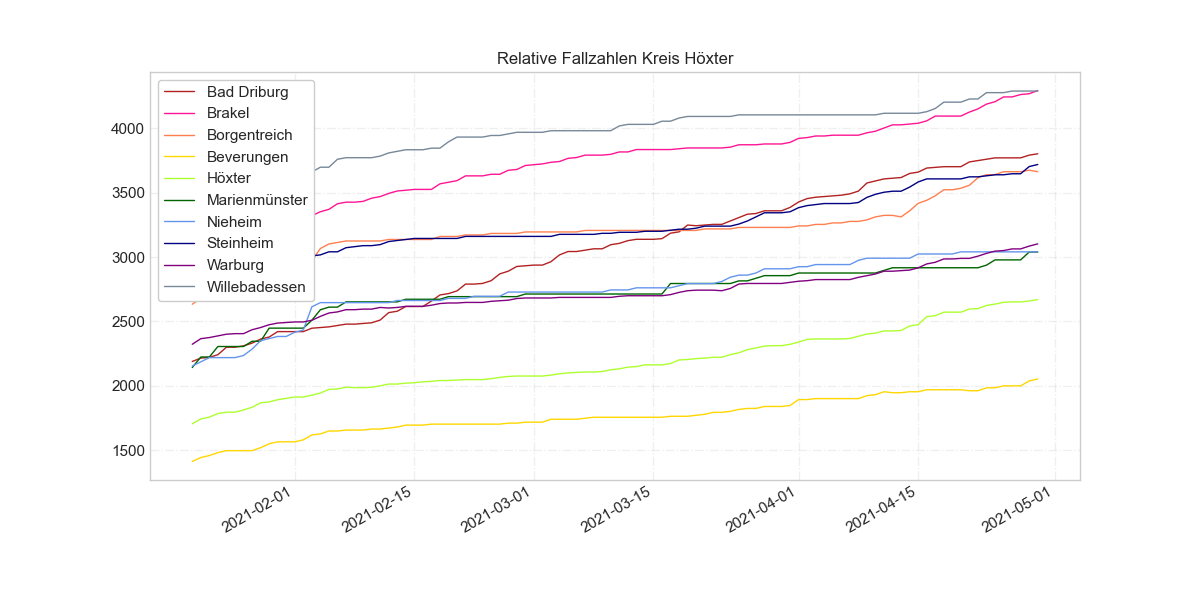 Relative Fallzahlen Kreis Höxter
Bad Driburg
Brakel
Borgentreich
Beverungen
Höxter
Marienmünster
Nieheim
Steinheim
Warburg
Willebadessen
4000
3500
3000
2500
2000
1500
2021-02-01
2021-02-15
2021-03-01
2021-03-15
2021-04-01
2021-04-15
2021-05-01